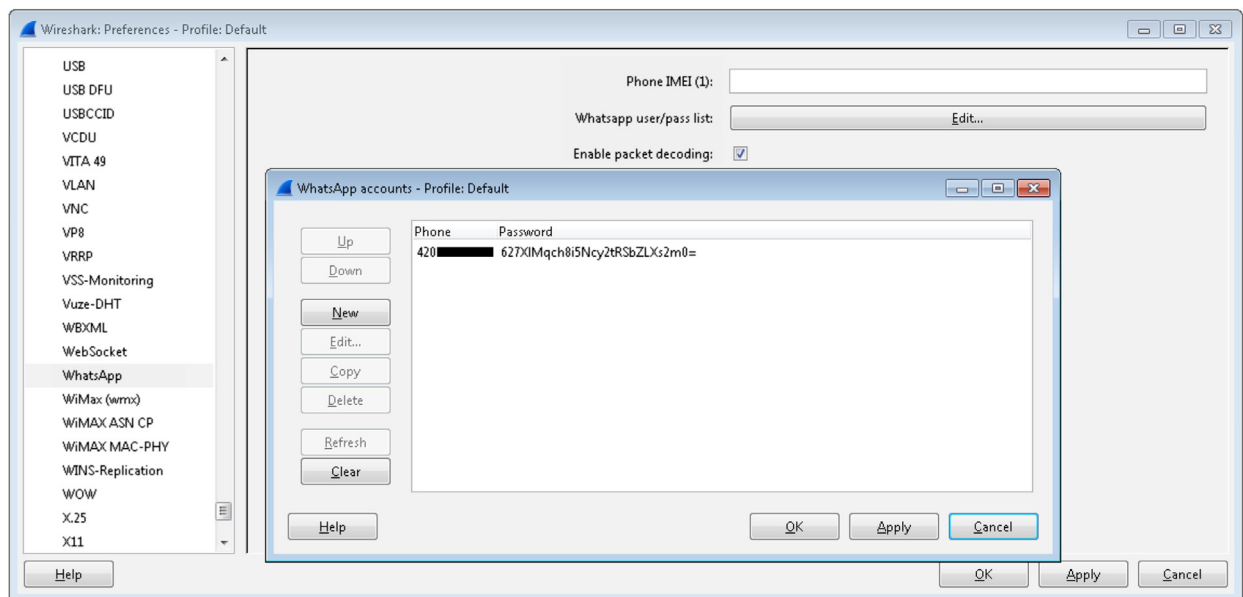 Wireshark: Preferences - Profile: Default
USB
USB DFU
USBCCID
VCDU
VITA 49
VLAN
VNC
VP8
VRRP
VSS-Monitoring
Vuze-DHT
WBXML
WebSocket
WhatsApp
WiMax (wmx)
WiMAX ASN CP
WiMAX MAC-PHY
WINS-Replication
WOW
X.25
X11
Phone IMEI (1):
Whatsapp user/pass list: Edit...
Enable packet decoding:
WhatsApp accounts - Profile: Default
Up
Down
New
Edit...
Copy
Delete
Refresh
Clear
Phone Password
420 627XIMqch8i5Ncy2tRSbZLXs2m0=
Help OK Apply Cancel
Help OK Apply Cancel